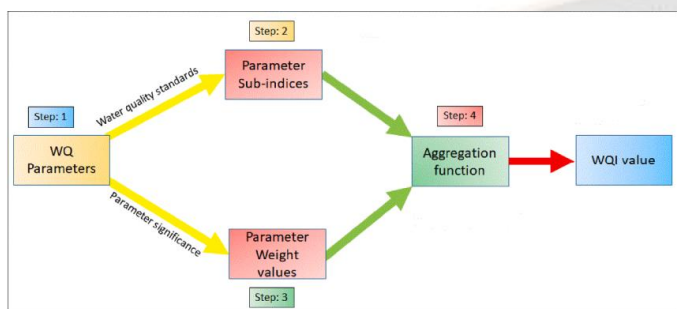 Step: 1
WQ
Parameters
Water quality standards
Parameter significance
Step: 2
Parameter
Sub-indices
Parameter
Weight
values
Step: 3
Step: 4
Aggregation
function
WQI value